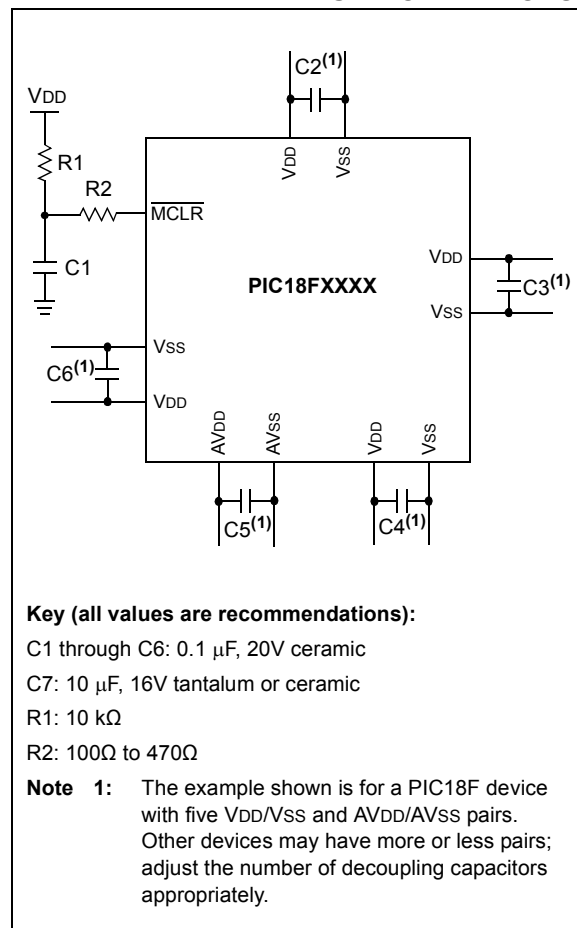 C2(1)
VDD
R1
R2
VDD
VSS
MCLR
C1
PIC18FXXXX
VDD
C3(1)
VSS
VSS
C6(1)
VDD
AVDD
AVSS
VDD
VSS
C5(1)
C4(1)
Key (all values are recommendations):
C1 through C6: 0.1 μF, 20V ceramic
C7: 10 μF, 16V tantalum or ceramic
R1: 10 kΩ
R2: 100Ω to 470Ω
Note 1: The example shown is for a PIC18F device
with five VDD/VSS and AVDD/AVSS pairs.
Other devices may have more or less pairs;
adjust the number of decoupling capacitors
appropriately.